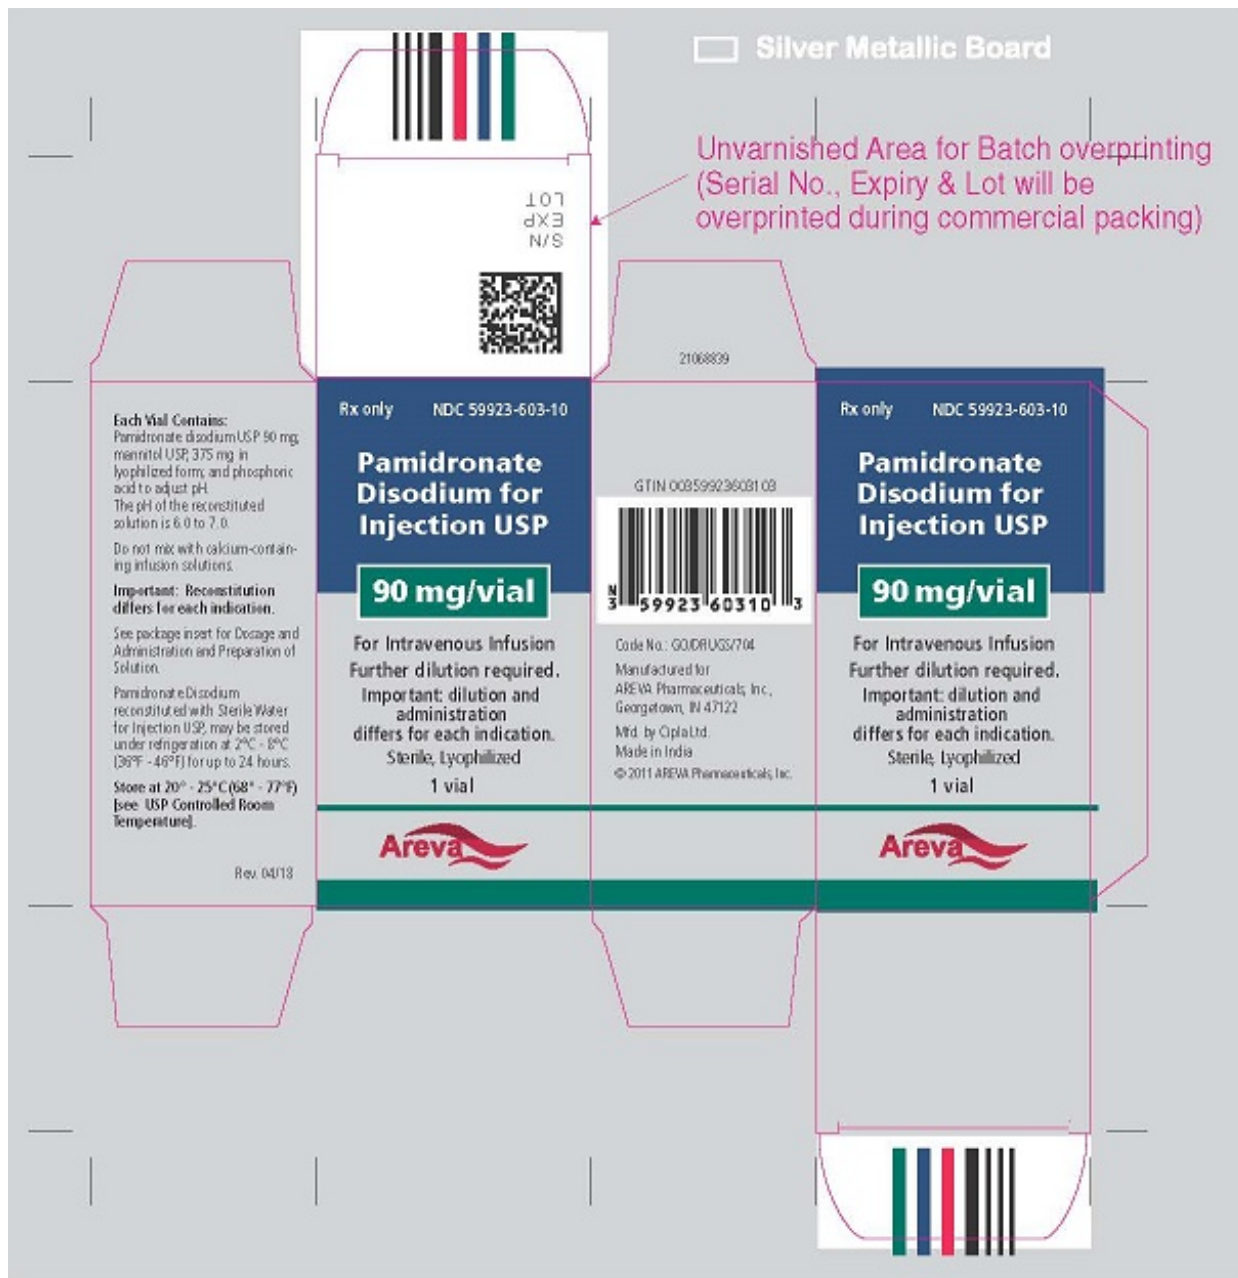 Silver Metallic Board
Unvarnished Area for Batch overprinting
(Serial No., Expiry & Lot will be
overprinted during commercial packing)
LOT
EXP
S/N
21068839
Each Vial Contains:
Pamidronate disodium USP 90 mg;
mannitol USP, 375 mg in
lyophilized form; and phosphoric
acid to adjust pH.
The pH of the reconstituted
solution is 6.0 to 7.0.
Do not mix with calcium-contain-
ing infusion solutions.
Important: Reconstitution
differs for each indication.
See package insert for Dosage and
Administration and Preparation of
Solution.
Pamidronate Disodium
reconstituted with Sterile Water
for Injection USP, may be stored
under refrigeration at 2°C - 8°C
(36°F - 46°F) for up to 24 hours.
Store at 20° - 25°C (68° - 77°F)
[see USP Controlled Room
Temperature].
Rev. 04/18
Rx only NDC 59923-603-10
Pamidronate
Disodium for
Injection USP
90 mg/vial
For Intravenous Infusion
Further dilution required.
Important: dilution and
administration
differs for each indication.
Sterile, Lyophilized
1 vial
Areva
GTIN 00359923603103
N
3 59923 60310 3
Code No.: GO/DRUGS/704
Manufactured for
AREVA Pharmaceuticals, Inc.,
Georgetown, IN 47122
Mfd. by Cipla Ltd.
Made in India
© 2011 AREVA Pharmaceuticals, Inc.
Rx only NDC 59923-603-10
Pamidronate
Disodium for
Injection USP
90 mg/vial
For Intravenous Infusion
Further dilution required.
Important: dilution and
administration
differs for each indication.
Sterile, Lyophilized
1 vial
Areva